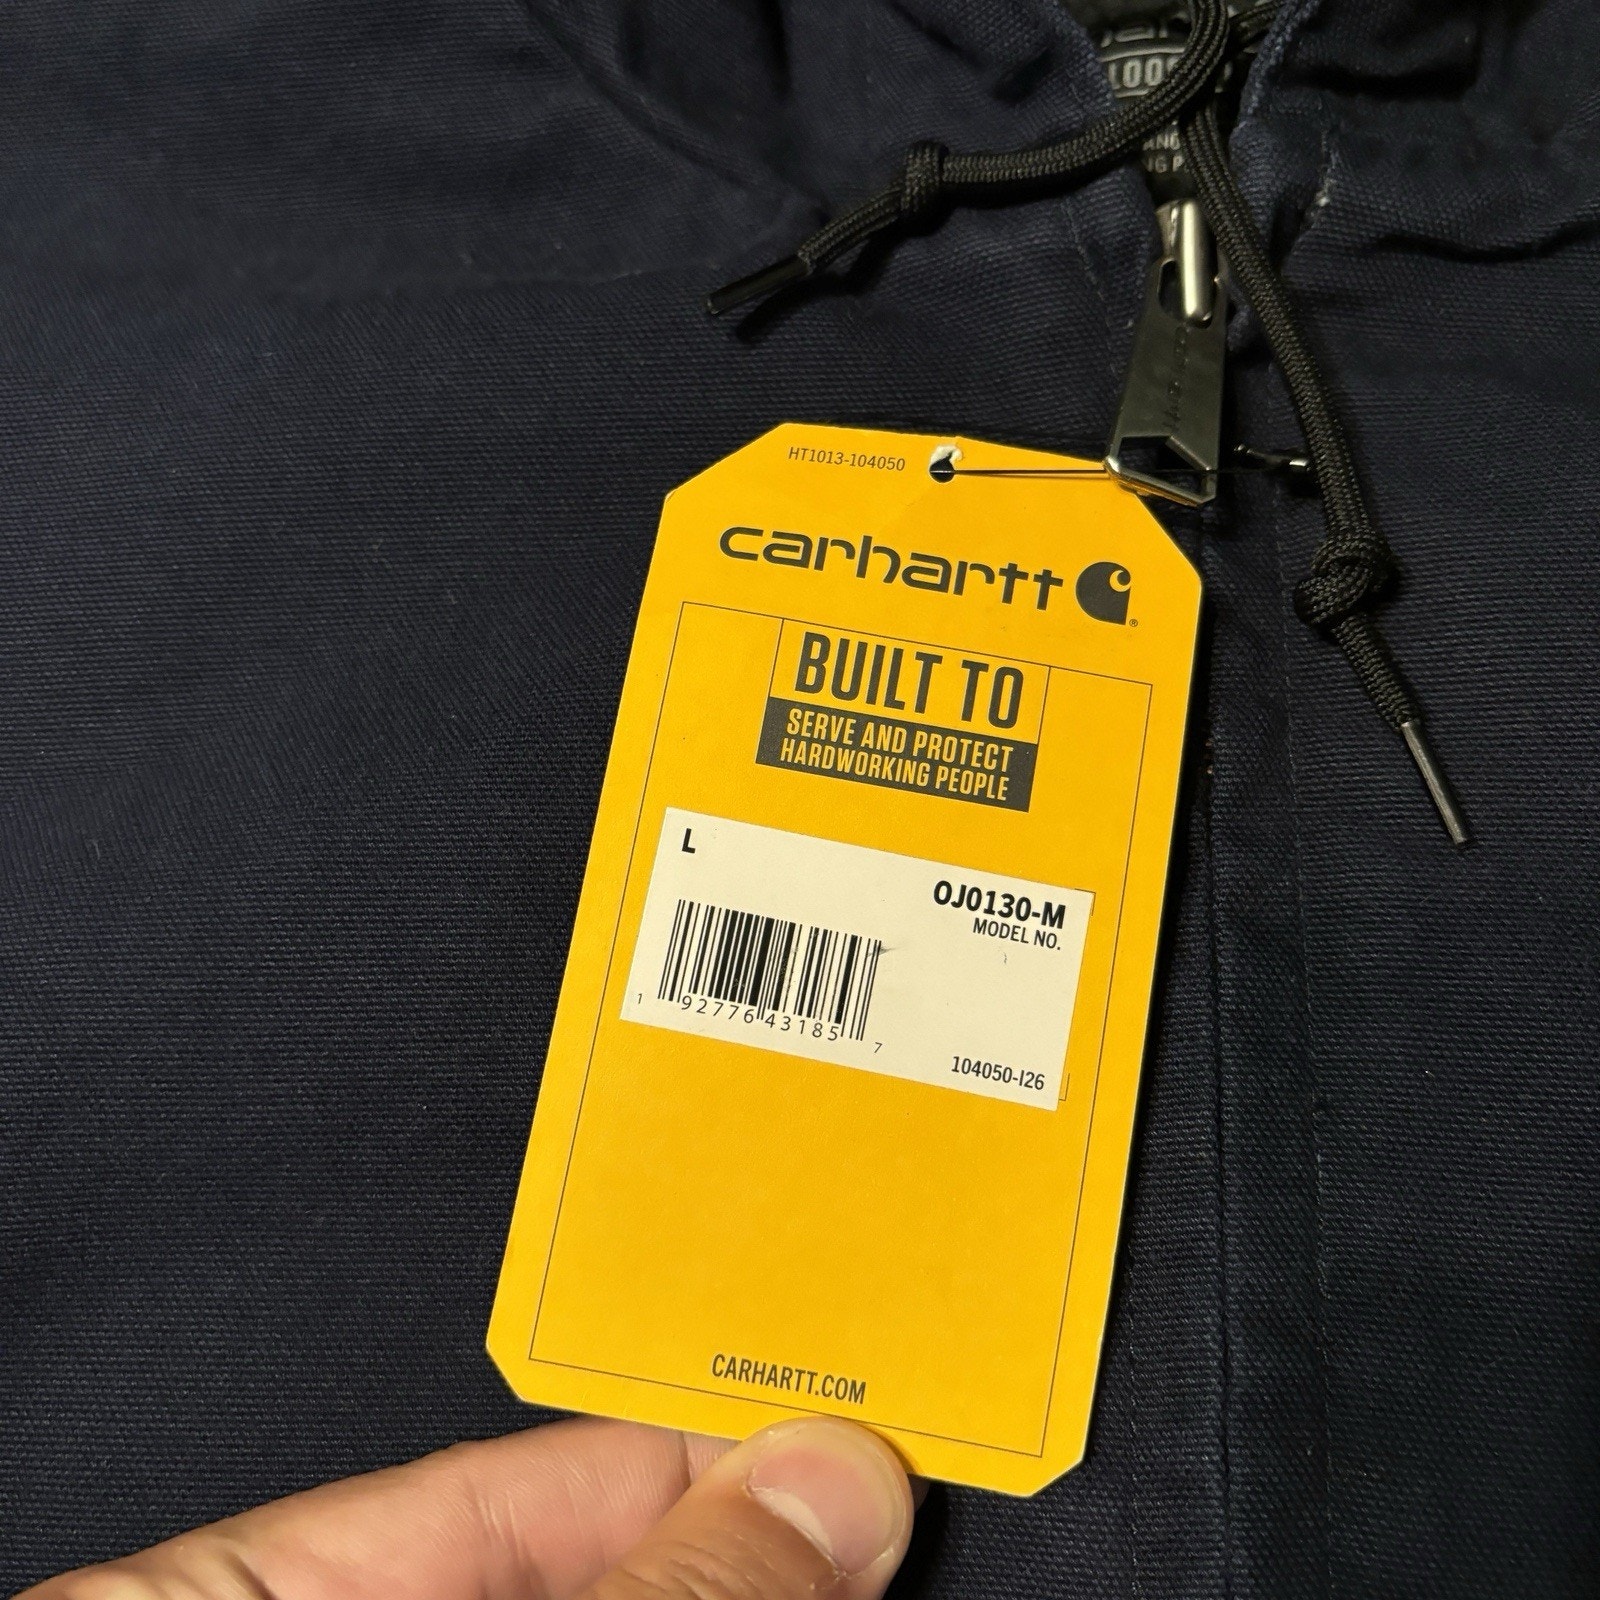 LOOS
HT1013-104050
carhartt
®
BUILT TO
SERVE AND PROTECT
HARDWORKING PEOPLE
L
OJ0130-M
MODEL NO.
1 92776 43185 7
104050-I26
CARHARTT.COM